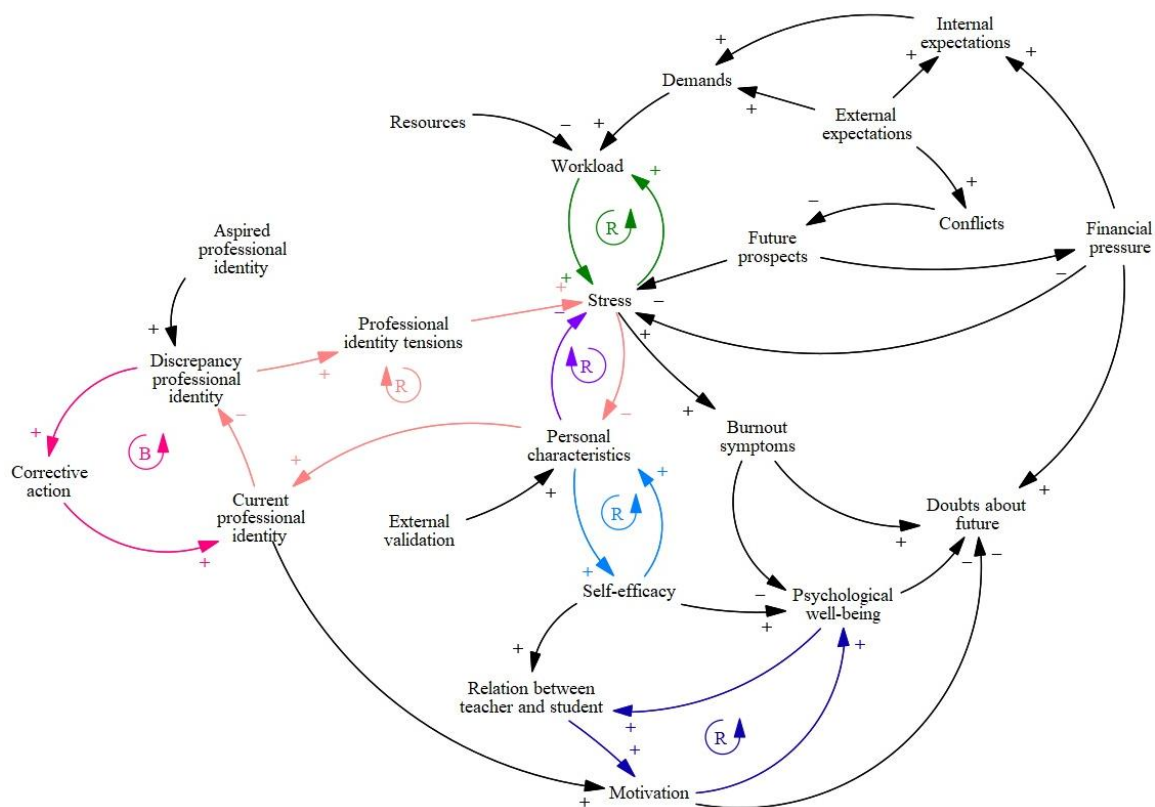 Internal
expectations
+
+
+
Demands
+
External
expectations
Resources
−
+
Workload
+
+
−
Conflicts
Financial
pressure
Aspired
professional
identity
R
Future
prospects
−
+
+
Stress
−
−
+
+
Professional
identity tensions
Discrepancy
professional
identity
+
R
R
−
−
+
+
B
Personal
characteristics
Burnout
symptoms
Corrective
action
+
+
+
+
Current
professional
identity
External
validation
R
Doubts about
future
+
−
−
+
+
Self-efficacy
−
+
Psychological
well-being
+
+
Relation between
teacher and student
+
+
R
Motivation
+